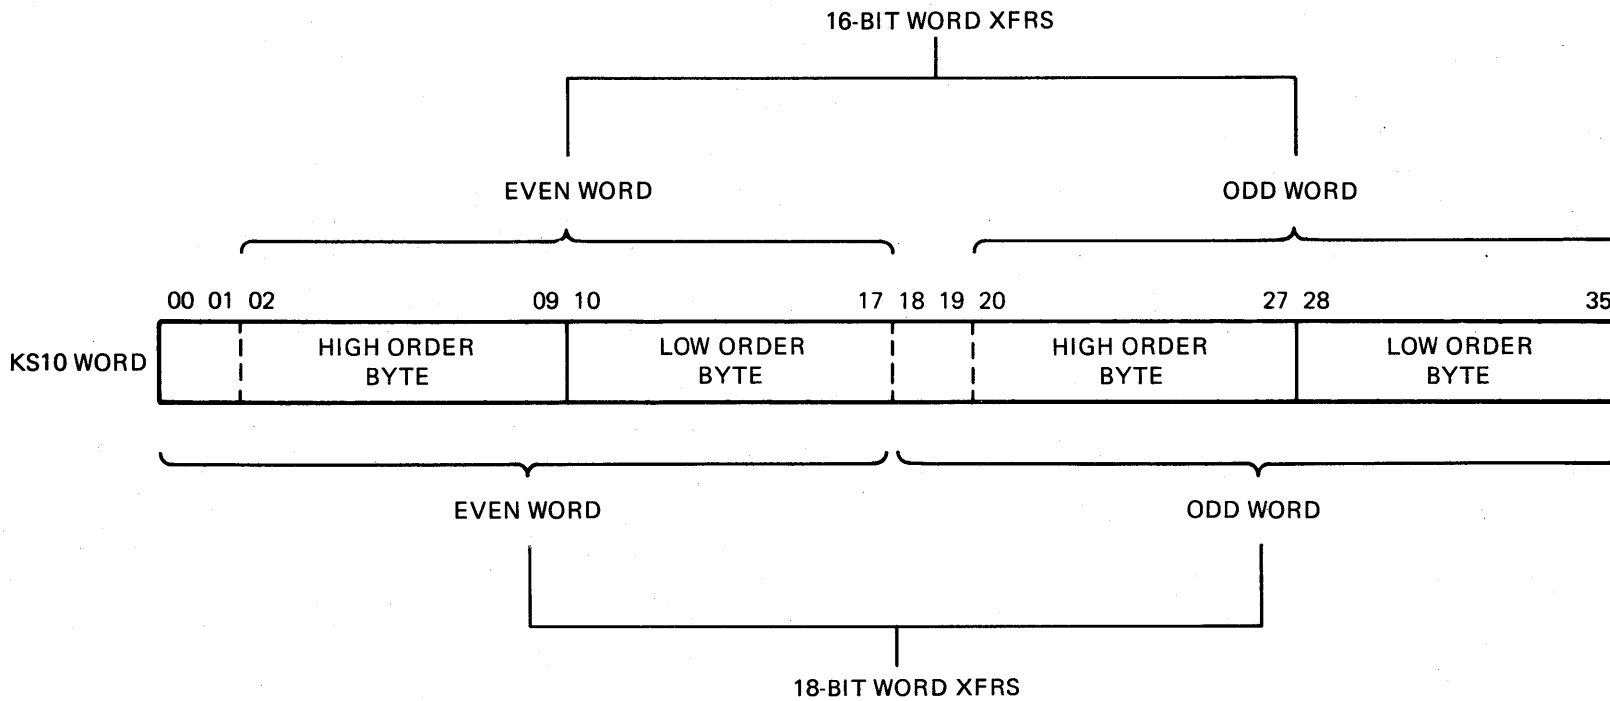 16-BIT WORD XFRS
EVEN WORD ODD WORD
00 01 02 09 10 17 18 19 20 27 28 35
KS10 WORD
HIGH ORDER BYTE
LOW ORDER BYTE
HIGH ORDER BYTE
LOW ORDER BYTE
EVEN WORD ODD WORD
18-BIT WORD XFRS